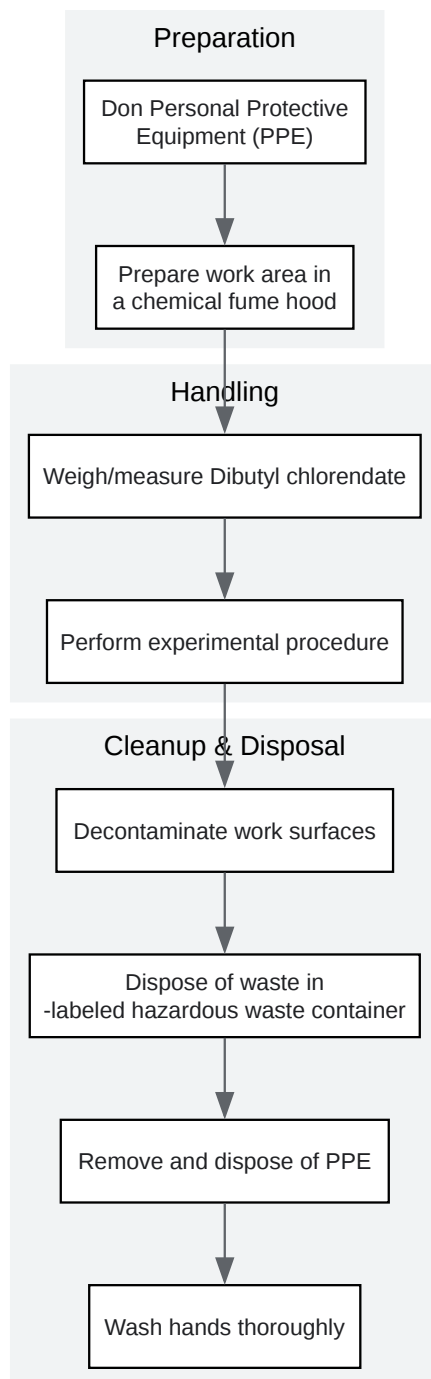 Preparation
Don Personal Protective
Equipment (PPE)
Prepare work area in
a chemical fume hood
Handling
Weigh/measure Dibutyl chlorendate
Perform experimental procedure
Cleanup & Disposal
Decontaminate work surfaces
Dispose of waste in
-labeled hazardous waste container
Remove and dispose of PPE
Wash hands thoroughly